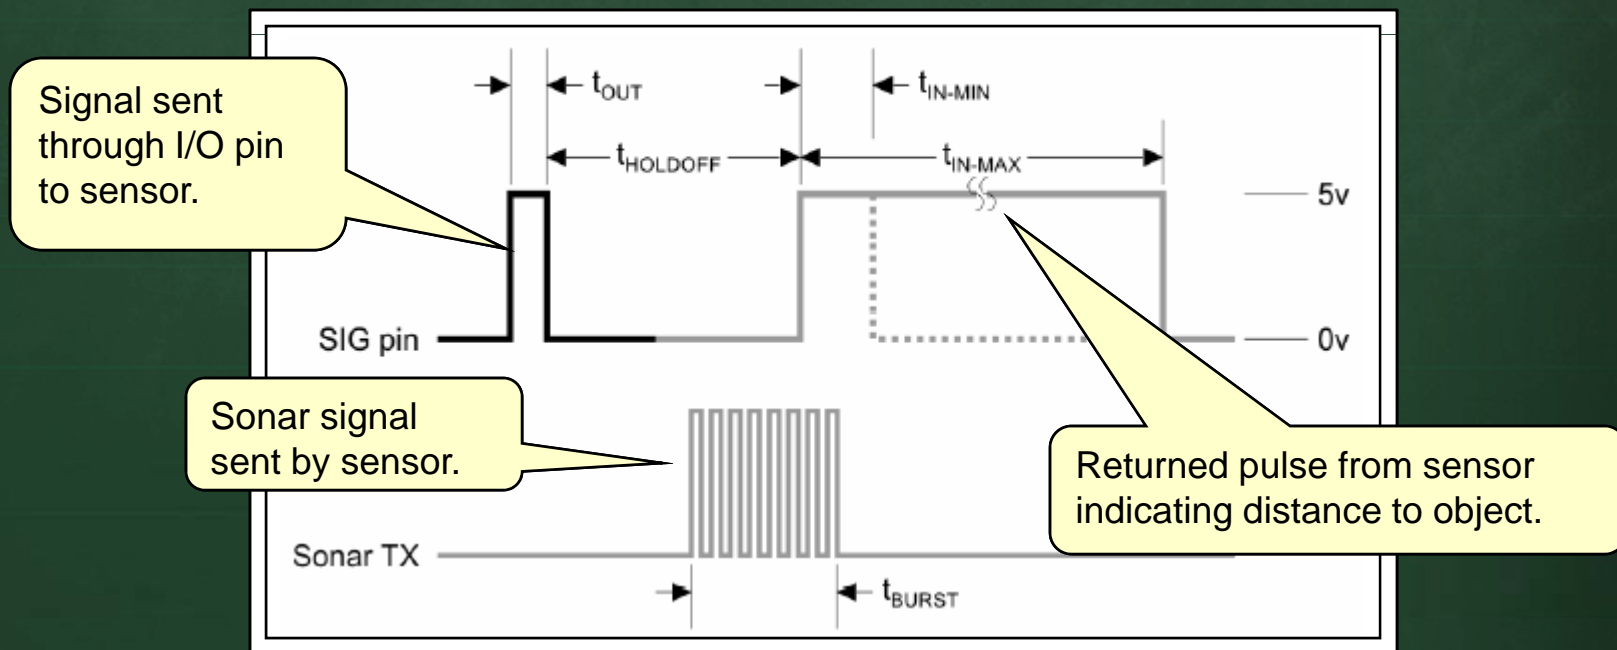 Signal sent
through I/O pin
to sensor.
tOUT
tIN-MIN
tHOLDOFF
tIN-MAX
5v
SIG pin
0v
Sonar signal
sent by sensor.
Returned pulse from sensor
indicating distance to object.
Sonar TX
tBURST